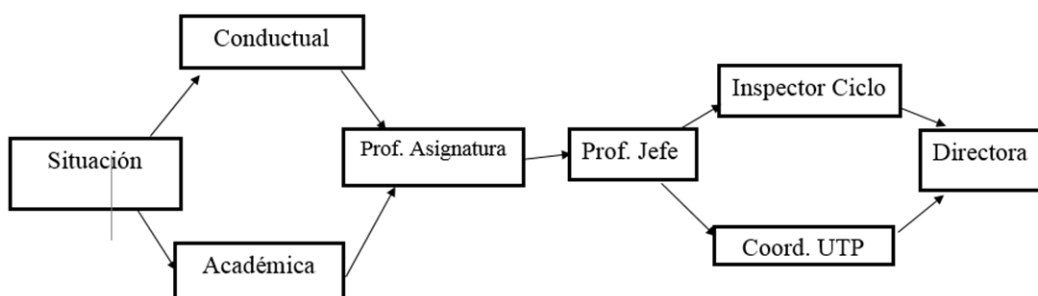 Conductual
Situación
Académica
Prof. Asignatura
Prof. Jefe
Inspector Ciclo
Coord. UTP
Directora